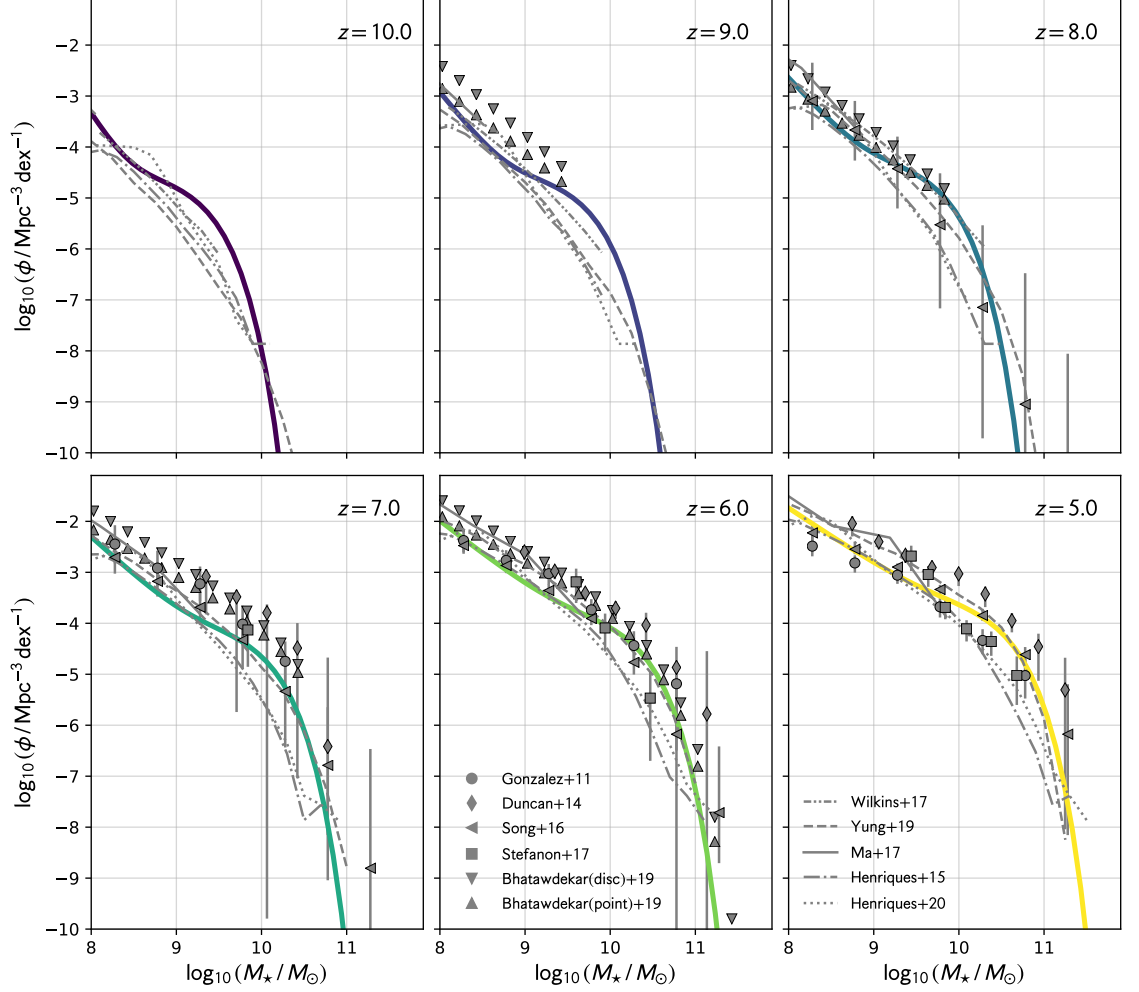 z=10.0
z=9.0
z=8.0
−2
−3
−4
−5
−6
−7
−8
−9
−10
log₁₀(ϕ/Mpc⁻³ dex⁻¹)
z=7.0
z=6.0
z=5.0
−2
−3
−4
−5
−6
−7
−8
−9
−10
log₁₀(ϕ/Mpc⁻³ dex⁻¹)
Gonzalez+11
Duncan+14
Song+16
Stefanon+17
Bhatawdekar(disc)+19
Bhatawdekar(point)+19
Wilkins+17
Yung+19
Ma+17
Henriques+15
Henriques+20
8 9 10 11
8 9 10 11
8 9 10 11
log₁₀(M⋆/M⊙)
log₁₀(M⋆/M⊙)
log₁₀(M⋆/M⊙)